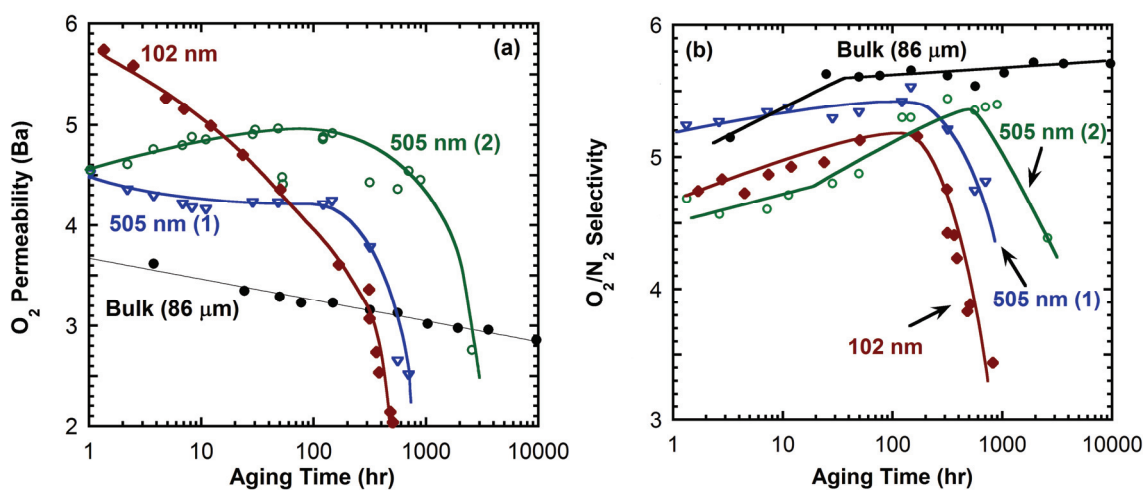 (a)
O2 Permeability (Ba)
6
5
4
3
2
102 nm
505 nm (2)
505 nm (1)
Bulk (86 μm)
1
10
100
1000
10000
Aging Time (hr)
(b)
O2/N2 Selectivity
6
5
4
3
Bulk (86 μm)
505 nm (2)
505 nm (1)
102 nm
1
10
100
1000
10000
Aging Time (hr)